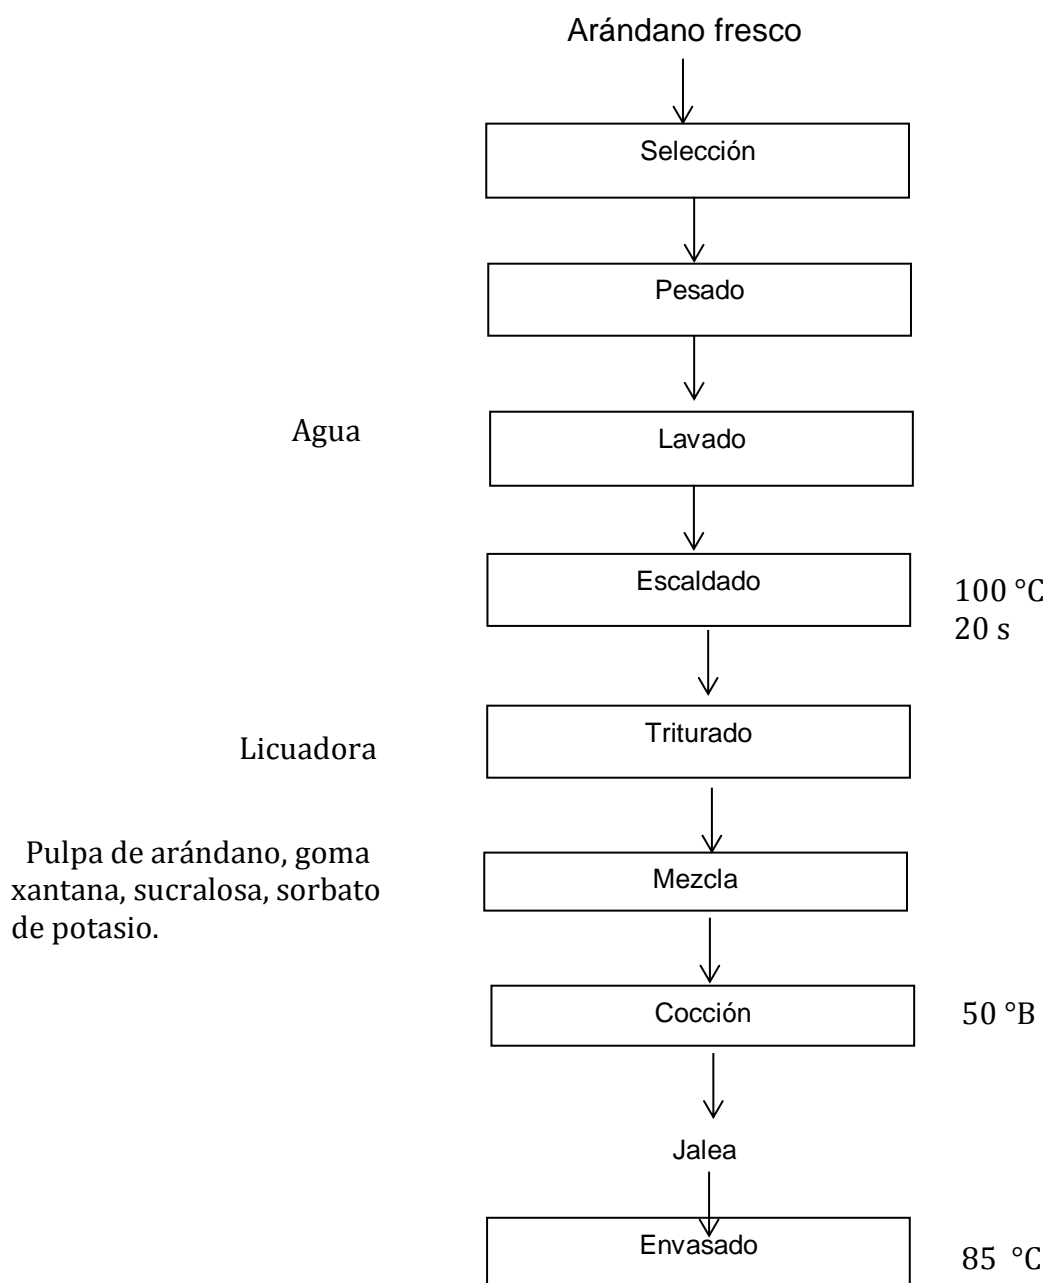 Arándano fresco
Selección
Pesado
Agua
Lavado
Escaldado
100 °C
20 s
Triturado
Licuadora
Pulpa de arándano, goma
xantana, sucralosa, sorbato
de potasio.
Mezcla
Cocción
50 °B
Jalea
Envasado
85 °C